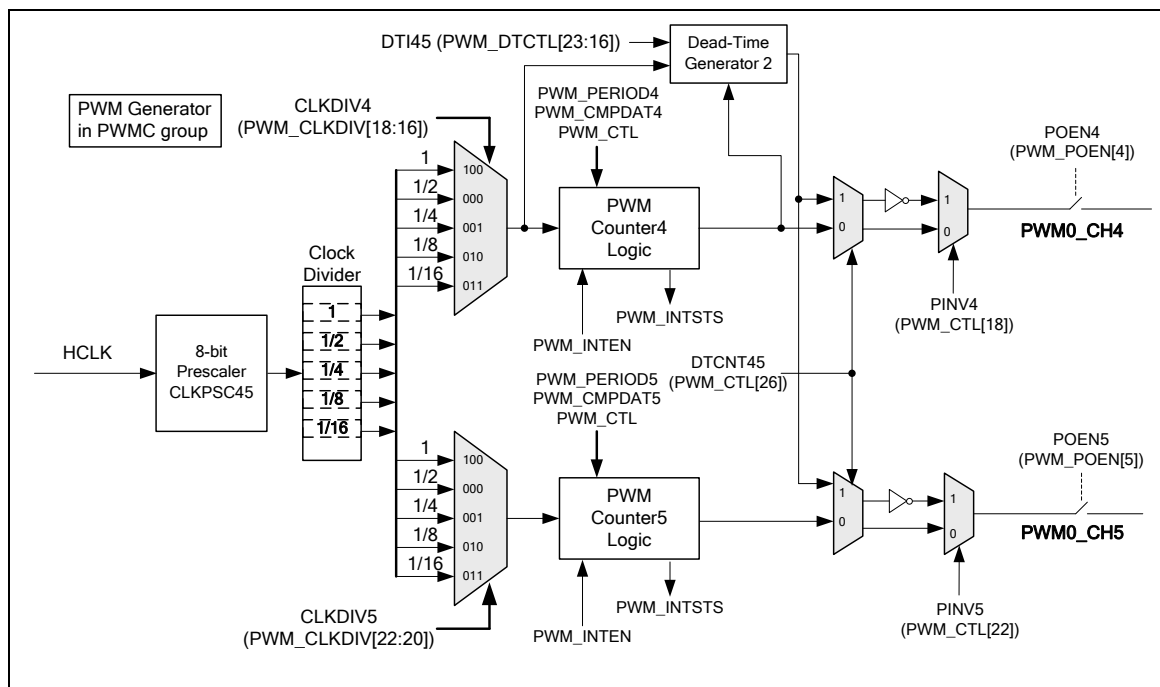 DTI45 (PWM_DTCTL[23:16])
Dead-Time
Generator 2
PWM Generator
in PWMC group
CLKDIV4
(PWM_CLKDIV[18:16])
PWM_PERIOD4
PWM_CMPDAT4
PWM_CTL
POEN4
(PWM_POEN[4])
1
1/2
1/4
1/8
1/16
100
000
001
010
011
PWM
Counter4
Logic
1
0
1
0
PWM0_CH4
Clock
Divider
1
1/2
1/4
1/8
1/16
PWM_INTSTS
PWM_INTEN
PINV4
(PWM_CTL[18])
HCLK
8-bit
Prescaler
CLKPSC45
DTCNT45
(PWM_CTL[26])
PWM_PERIOD5
PWM_CMPDAT5
PWM_CTL
POEN5
(PWM_POEN[5])
1
1/2
1/4
1/8
1/16
100
000
001
010
011
PWM
Counter5
Logic
1
0
1
0
PWM0_CH5
PWM_INTSTS
PWM_INTEN
CLKDIV5
(PWM_CLKDIV[22:20])
PINV5
(PWM_CTL[22])